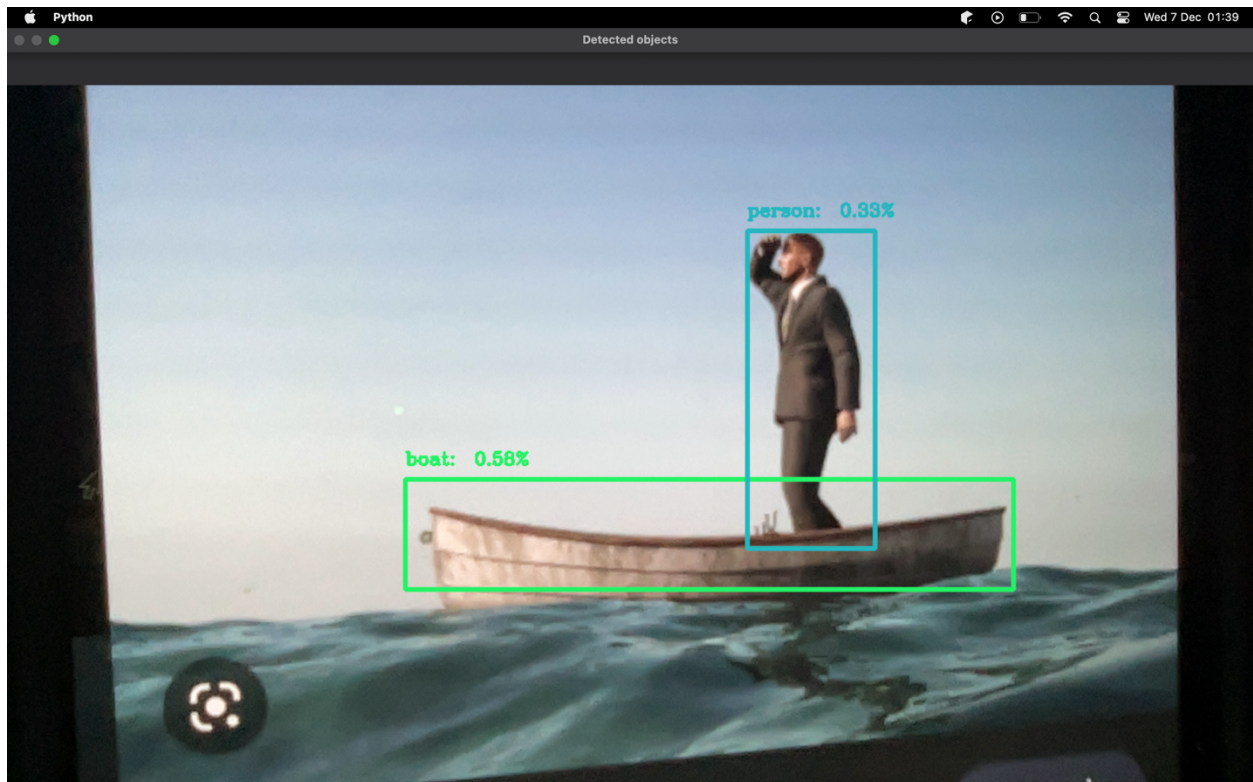 Python
Wed 7 Dec 01:39
Detected objects
person: 0.33%
boat: 0.58%